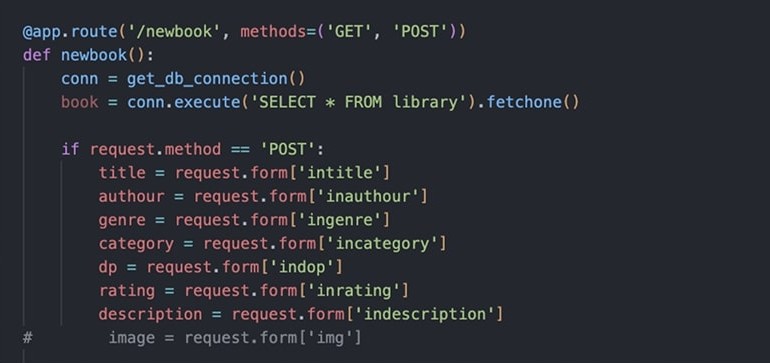 @app.route('/newbook', methods=('GET', 'POST'))
def newbook():
    conn = get_db_connection()
    book = conn.execute('SELECT * FROM library').fetchone()

    if request.method == 'POST':
        title = request.form['intitle']
        authour = request.form['inauthour']
        genre = request.form['ingenre']
        category = request.form['incategory']
        dp = request.form['indop']
        rating = request.form['inrating']
        description = request.form['indescription']
#        image = request.form['img']